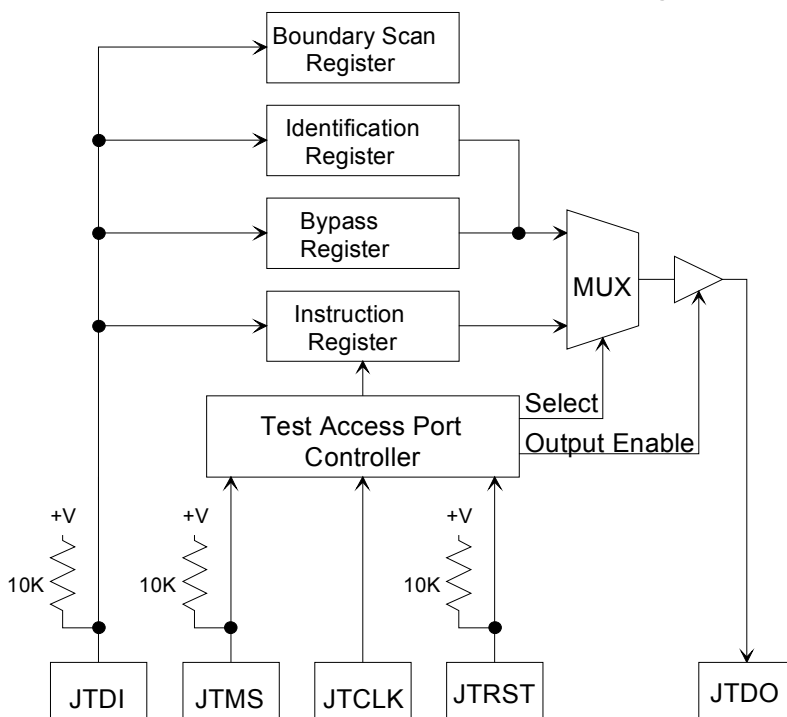 Boundary Scan
Register
Identification
Register
Bypass
Register
Instruction
Register
MUX
Select
Test Access Port
Controller
Output Enable
+V
+V
+V
10K
10K
10K
JTDI
JTMS
JTCLK
JTRST
JTDO